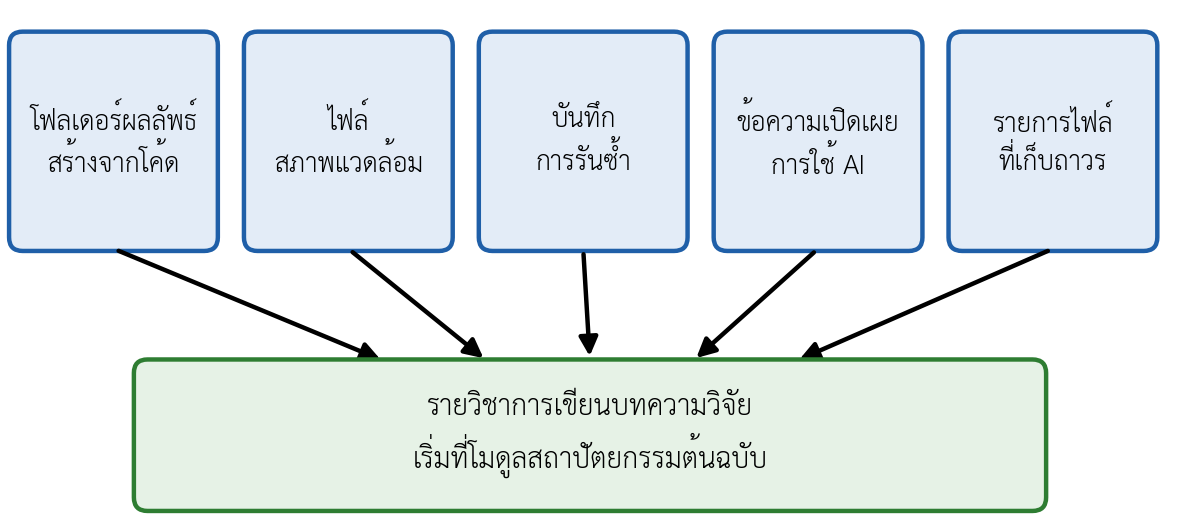 โฟลเดอร์ผลลัพธ์
สร้างจากโค้ด
ไฟล์
สภาพแวดล้อม
บันทึก
การรันซ้ำ
ข้อความเปิดเผย
การใช้ AI
รายการไฟล์
ที่เก็บถาวร
รายวิชาการเขียนบทความวิจัย
เริ่มที่โมดูลสถาปัตยกรรมต้นฉบับ